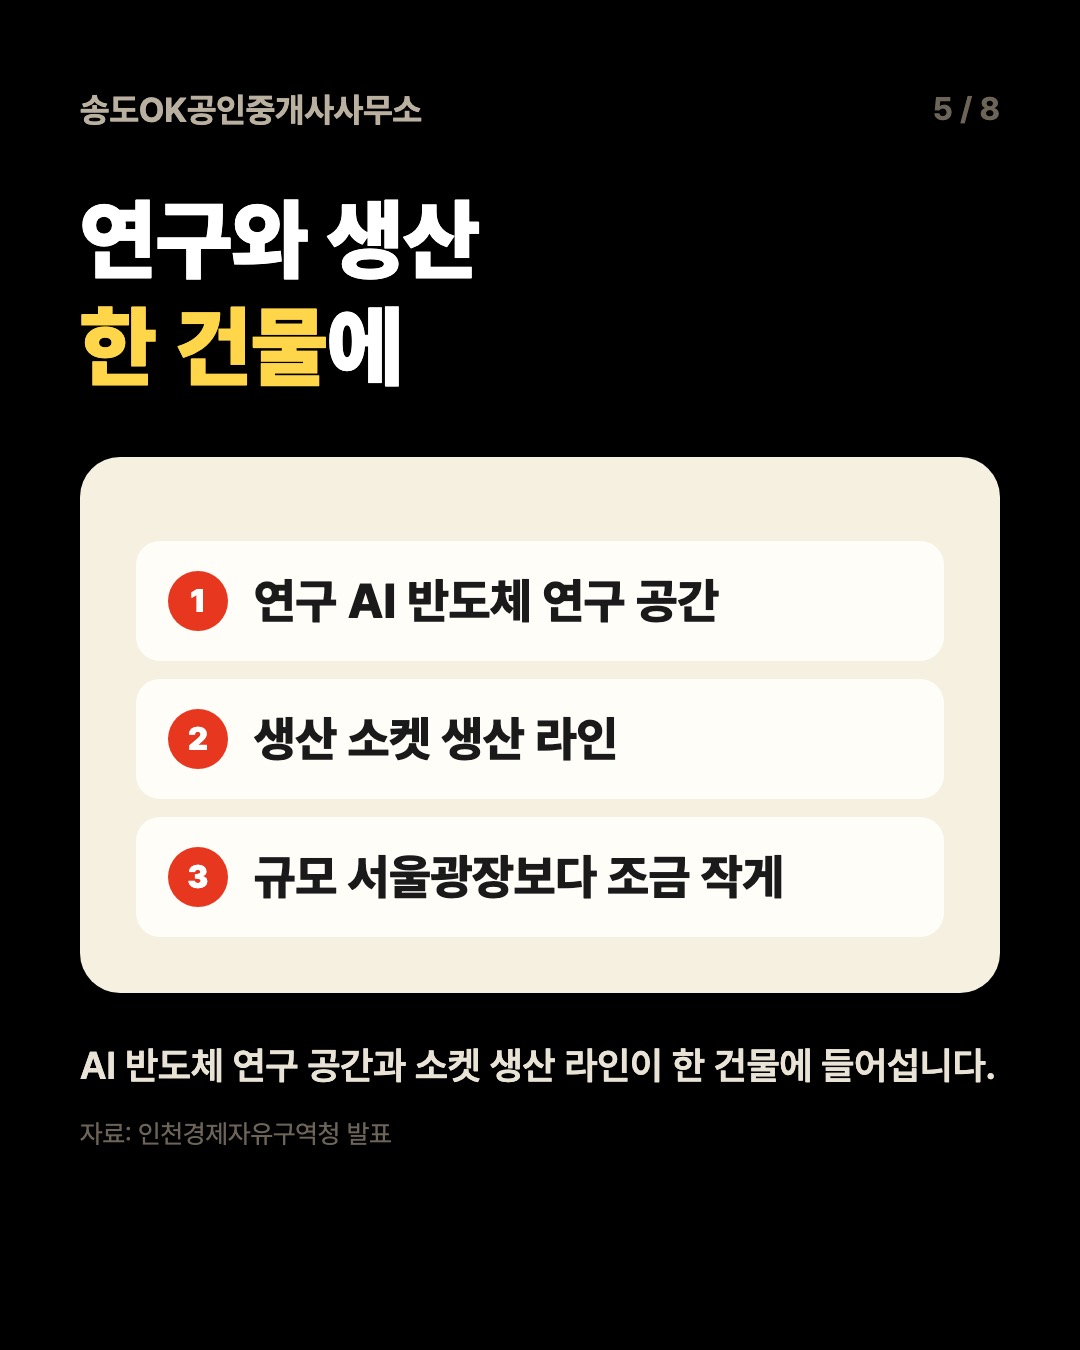 송도OK공인중개사사무소
5 / 8
연구와 생산
한 건물에
1 연구 AI 반도체 연구 공간
2 생산 소켓 생산 라인
3 규모 서울광장보다 조금 작게
AI 반도체 연구 공간과 소켓 생산 라인이 한 건물에 들어섭니다.
자료: 인천경제자유구역청 발표